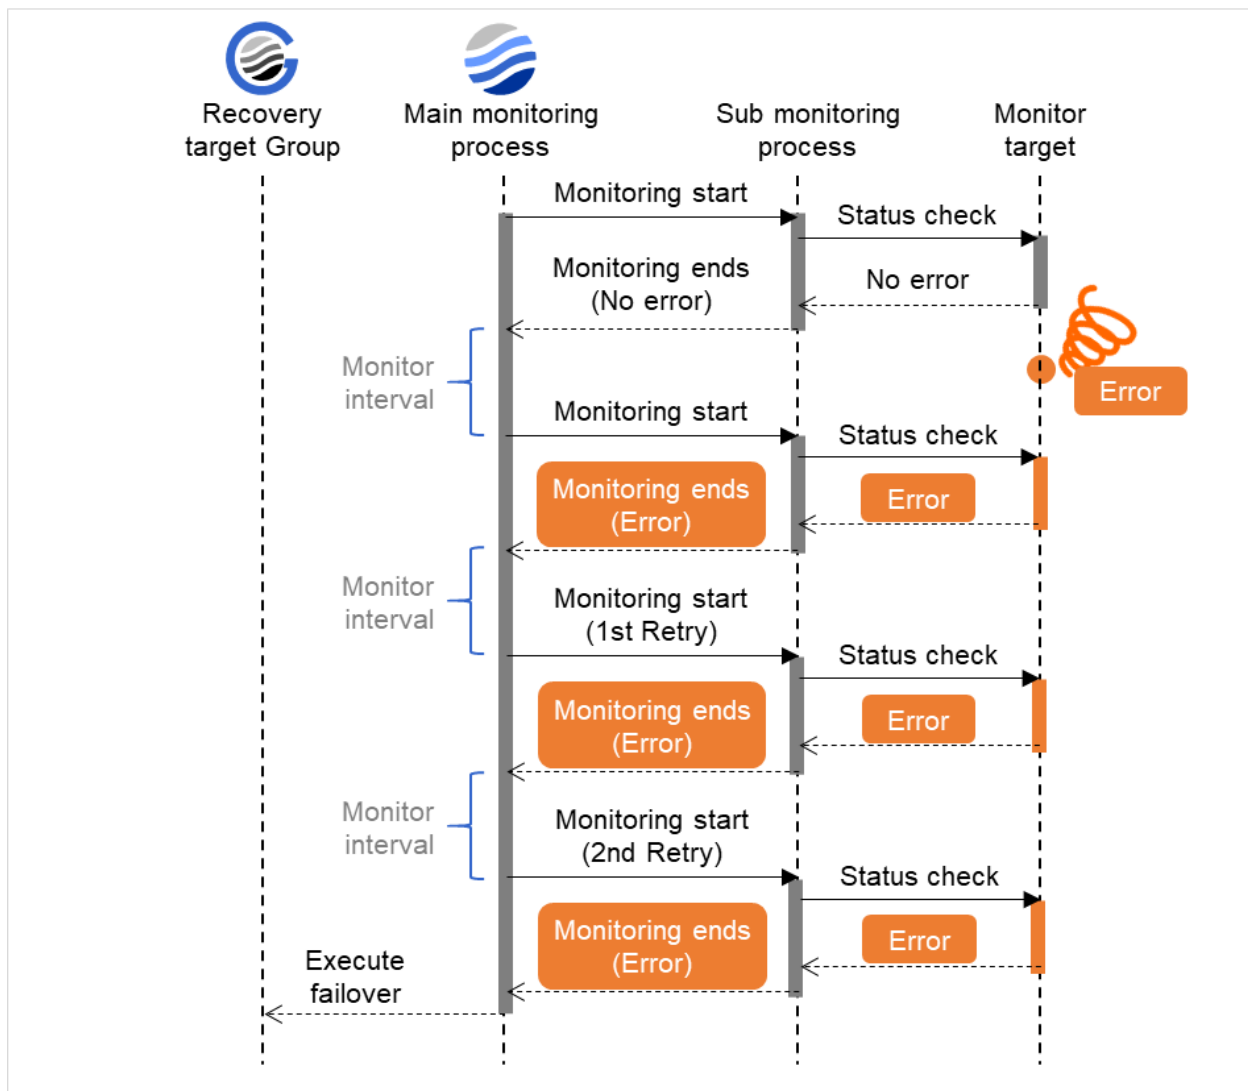 Recovery
target Group
Main monitoring
process
Sub monitoring
process
Monitor
target
Monitoring start
Status check
Monitoring ends
(No error)
No error
Monitor
interval
Error
Monitoring start
Status check
Monitoring ends
(Error)
Error
Monitor
interval
Monitoring start
(1st Retry)
Status check
Monitoring ends
(Error)
Error
Monitor
interval
Monitoring start
(2nd Retry)
Status check
Monitoring ends
(Error)
Error
Execute
failover